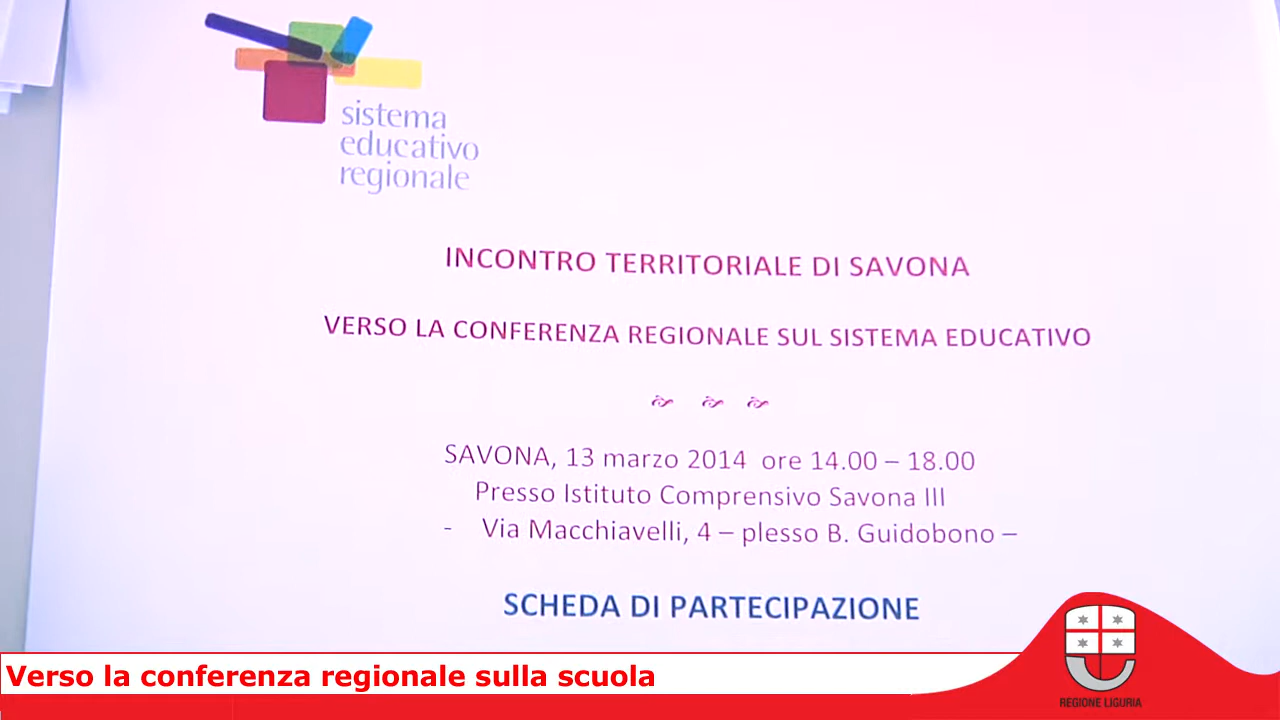 sistema
educativo
regionale
INCONTRO TERRITORIALE DI SAVONA
VERSO LA CONFERENZA REGIONALE SUL SISTEMA EDUCATIVO
SAVONA, 13 marzo 2014 ore 14.00 – 18.00
Presso Istituto Comprensivo Savona III
- Via Macchiavelli, 4 – plesso B. Guidobono –
SCHEDA DI PARTECIPAZIONE
Verso la conferenza regionale sulla scuola
REGIONE LIGURIA